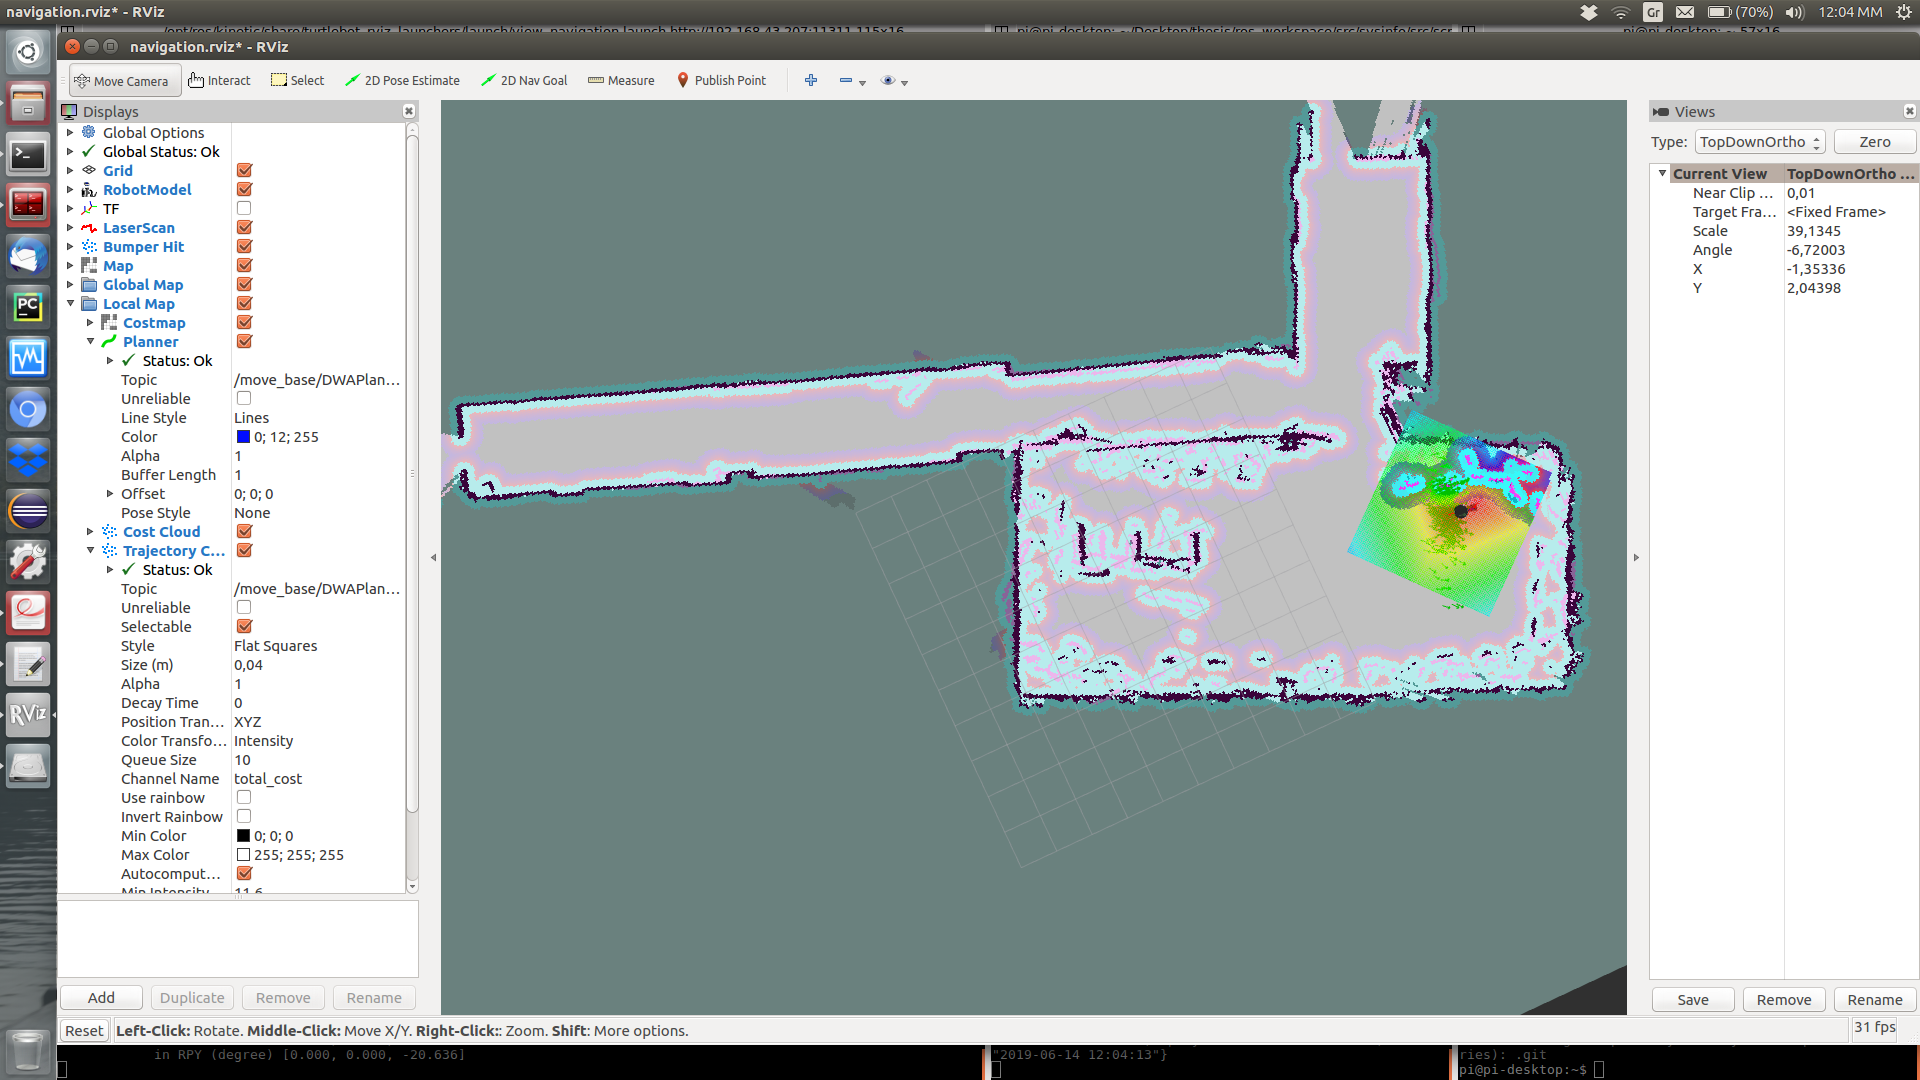 navigation.rviz* - RViz
Gr
(70%)
12:04 MM
navigation.rviz* - RViz
Move Camera
Interact
Select
2D Pose Estimate
2D Nav Goal
Measure
Publish Point
Displays
Global Options
Global Status: Ok
Grid
RobotModel
TF
LaserScan
Bumper Hit
Map
Global Map
Local Map
Costmap
Planner
Status: Ok
Topic /move_base/DWAPlan...
Unreliable
Line Style Lines
Color 0; 12; 255
Alpha 1
Buffer Length 1
Offset 0; 0; 0
Pose Style None
Cost Cloud
Trajectory C...
Status: Ok
Topic /move_base/DWAPlan...
Unreliable
Selectable
Style Flat Squares
Size (m) 0,04
Alpha 1
Decay Time 0
Position Tran... XYZ
Color Transfo... Intensity
Queue Size 10
Channel Name total_cost
Use rainbow
Invert Rainbow
Min Color 0; 0; 0
Max Color 255; 255; 255
Autocomput...
Min Intensity 11,6
Add
Duplicate
Remove
Rename
Views
Type: TopDownOrtho
Zero
Current View TopDownOrtho ...
Near Clip ... 0,01
Target Fra... <Fixed Frame>
Scale 39,1345
Angle -6,72003
X -1,35336
Y 2,04398
Save
Remove
Rename
Reset
Left-Click: Rotate. Middle-Click: Move X/Y. Right-Click:: Zoom. Shift: More options.
31 fps
in RPY (degree) [0.000, 0.000, -20.636]
"2019-06-14 12:04:13"}
ries): .git
pi@pi-desktop:~$
PC
RViz